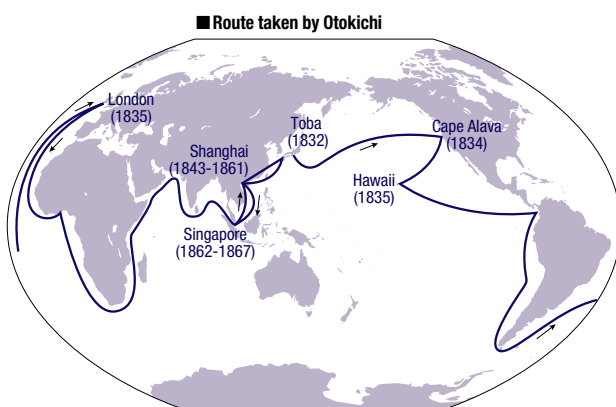 ■ Route taken by Otokichi
London
(1835)
Toba
(1832)
Cape Alava
(1834)
Shanghai
(1843-1861)
Hawaii
(1835)
Singapore
(1862-1867)